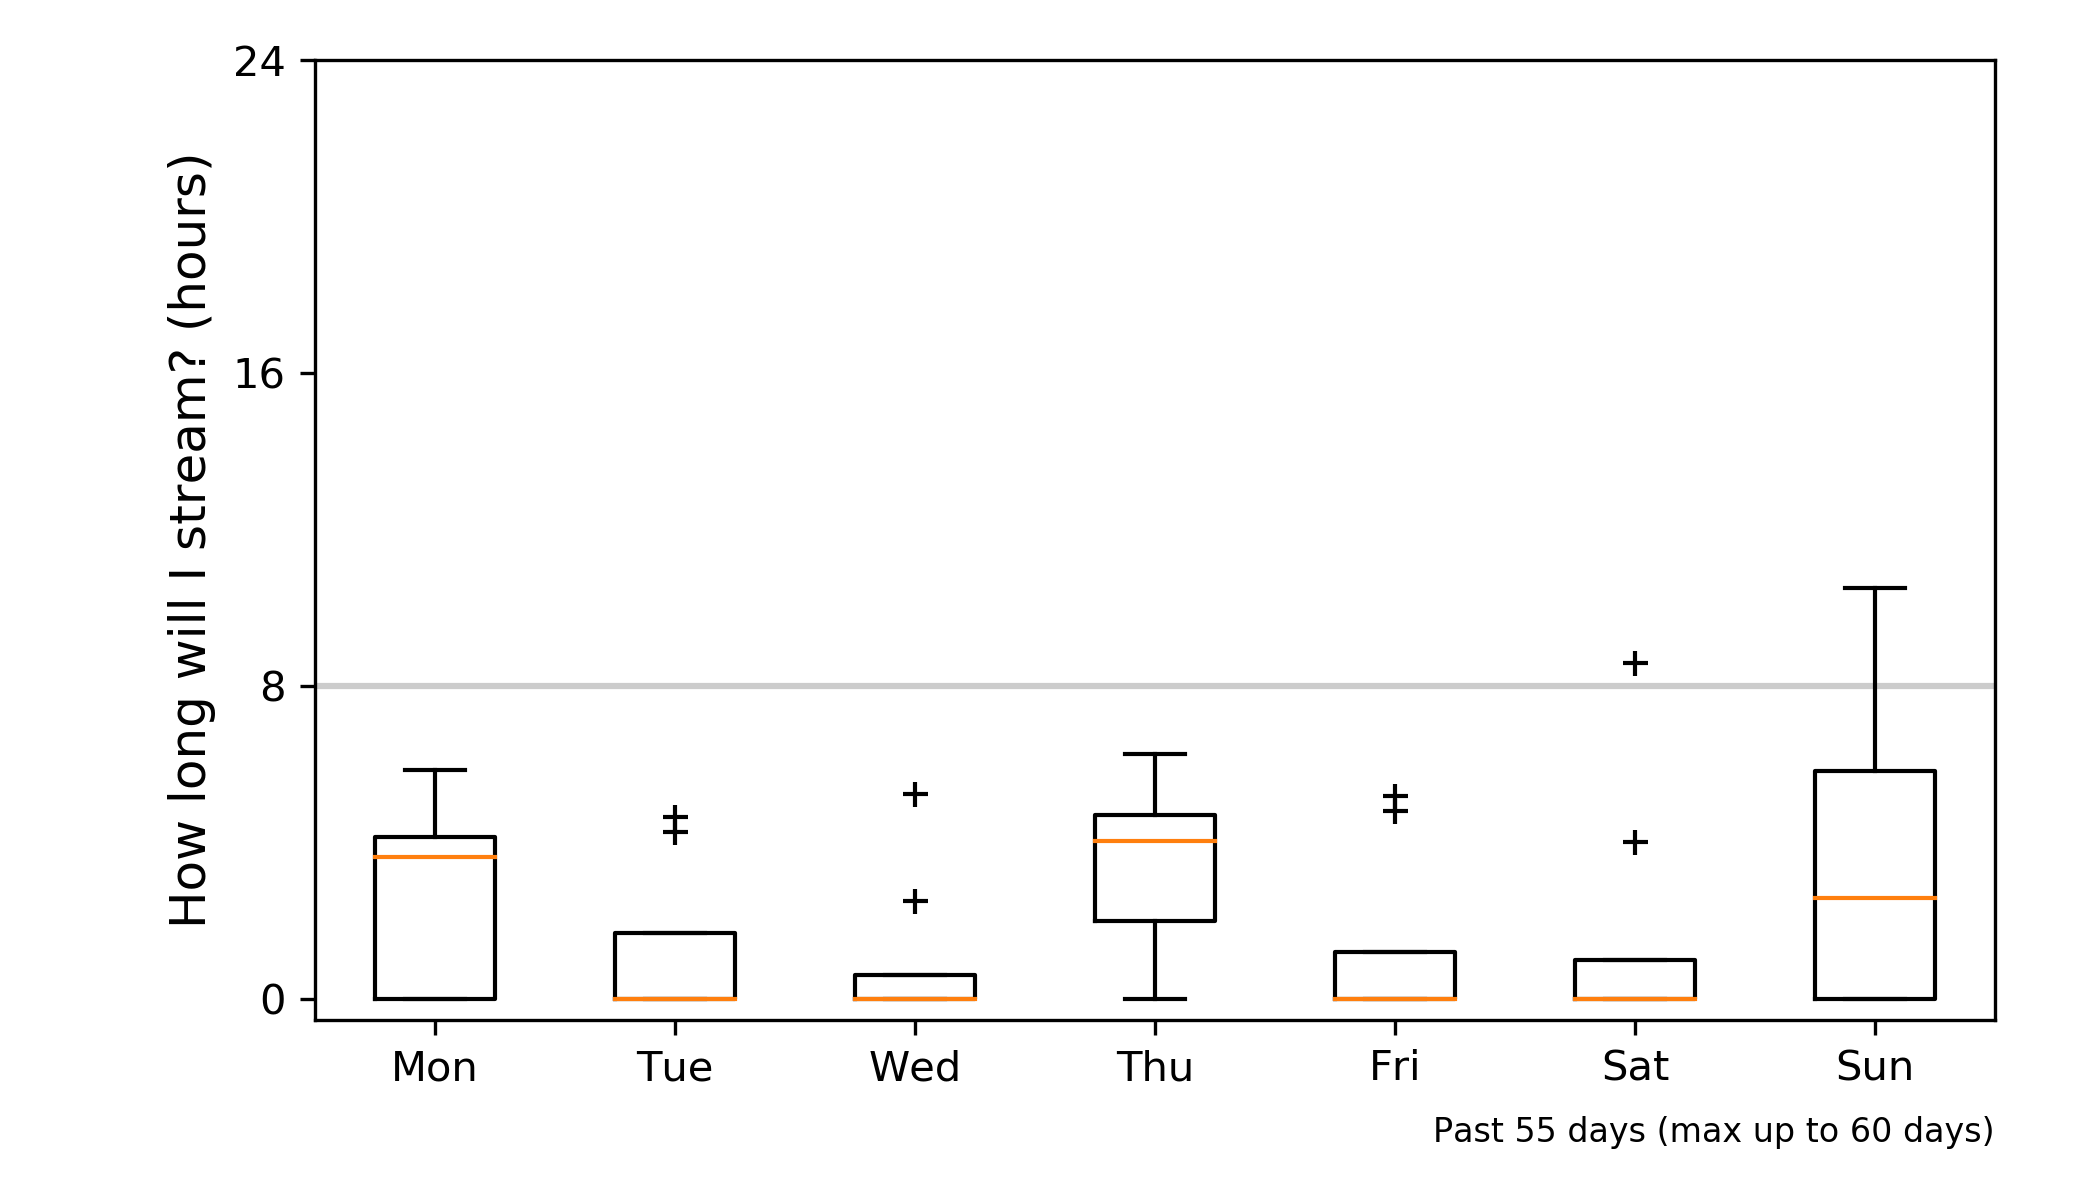 How long will I stream? (hours)
24
16
8
0
Mon Tue Wed Thu Fri Sat Sun
Past 55 days (max up to 60 days)